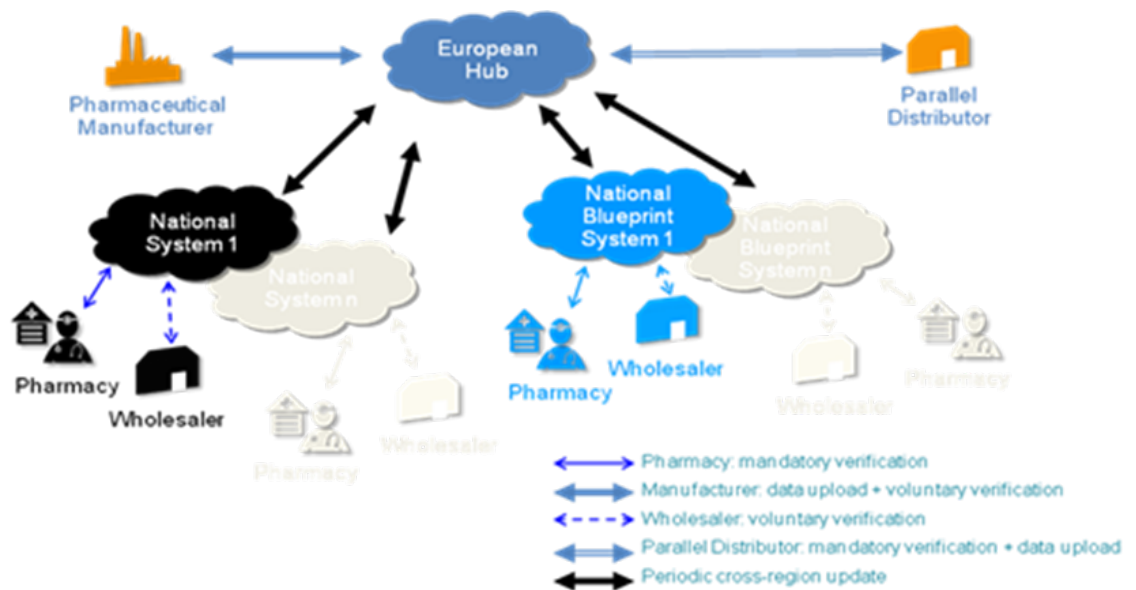 European
Hub
Pharmaceutical
Manufacturer
Parallel
Distributor
National
System 1
National
System n
National
Blueprint
System 1
National
Blueprint
System n
Pharmacy
Wholesaler
Pharmacy
Wholesaler
Pharmacy
Wholesaler
Wholesaler
Pharmacy
Pharmacy: mandatory verification
Manufacturer: data upload + voluntary verification
Wholesaler: voluntary verification
Parallel Distributor: mandatory verification + data upload
Periodic cross-region update